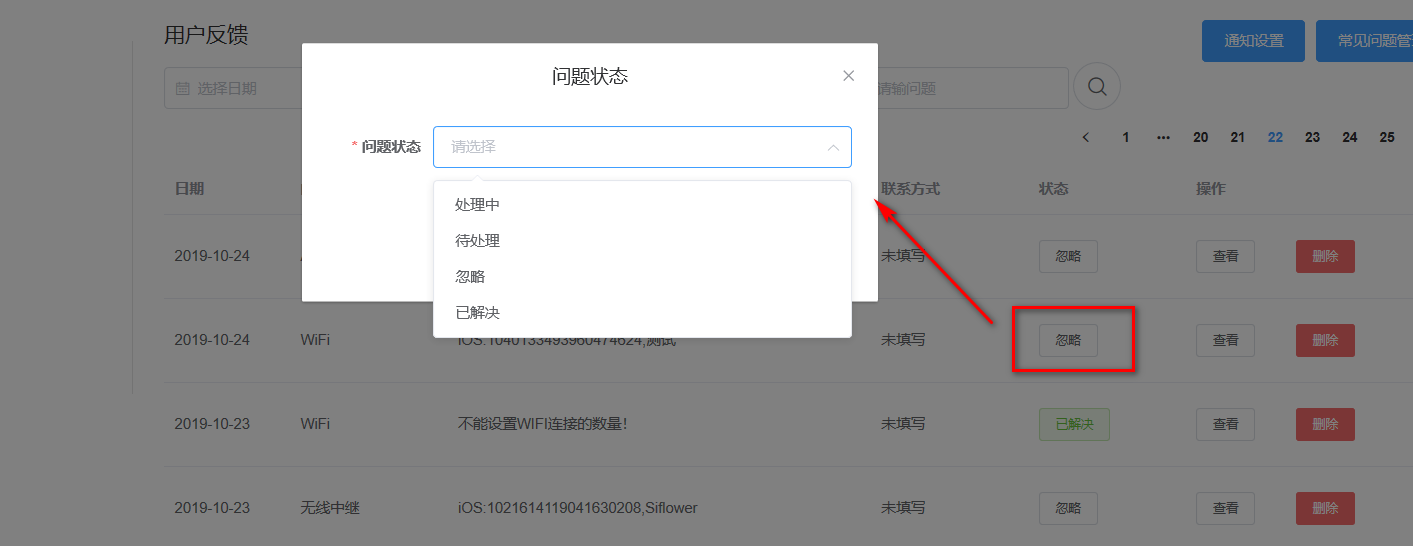 用户反馈
通知设置
常见问题管
选择日期
请输问题
问题状态
* 问题状态
请选择
处理中
待处理
忽略
已解决
1 ••• 20 21 22 23 24 25
日期 联系方式 状态 操作
2019-10-24 未填写 忽略 查看 删除
2019-10-24 WiFi iOS:1040133493960474624,测试 未填写 忽略 查看 删除
2019-10-23 WiFi 不能设置WIFI连接的数量! 未填写 已解决 查看 删除
2019-10-23 无线中继 iOS:1021614119041630208,Siflower 未填写 忽略 查看 删除